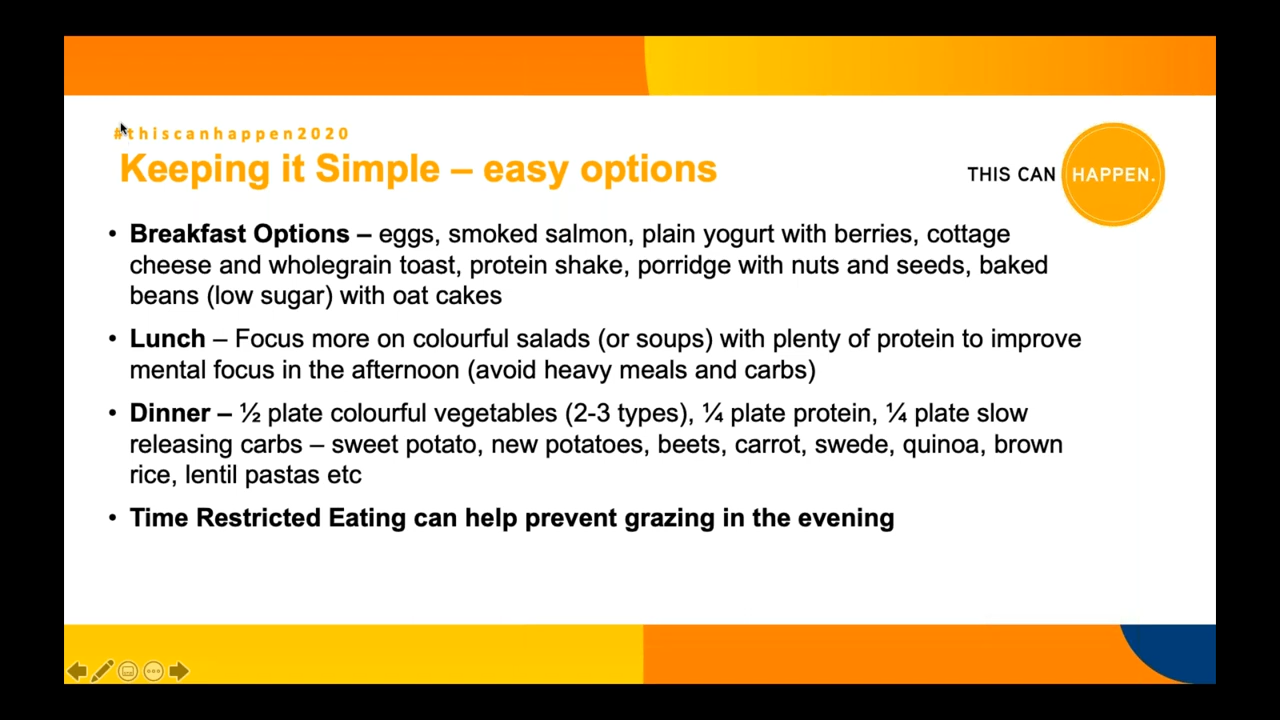 #thiscanhappen2020
Keeping it Simple – easy options
THIS CAN HAPPEN.
• Breakfast Options – eggs, smoked salmon, plain yogurt with berries, cottage
cheese and wholegrain toast, protein shake, porridge with nuts and seeds, baked
beans (low sugar) with oat cakes
• Lunch – Focus more on colourful salads (or soups) with plenty of protein to improve
mental focus in the afternoon (avoid heavy meals and carbs)
• Dinner – ½ plate colourful vegetables (2-3 types), ¼ plate protein, ¼ plate slow
releasing carbs – sweet potato, new potatoes, beets, carrot, swede, quinoa, brown
rice, lentil pastas etc
• Time Restricted Eating can help prevent grazing in the evening